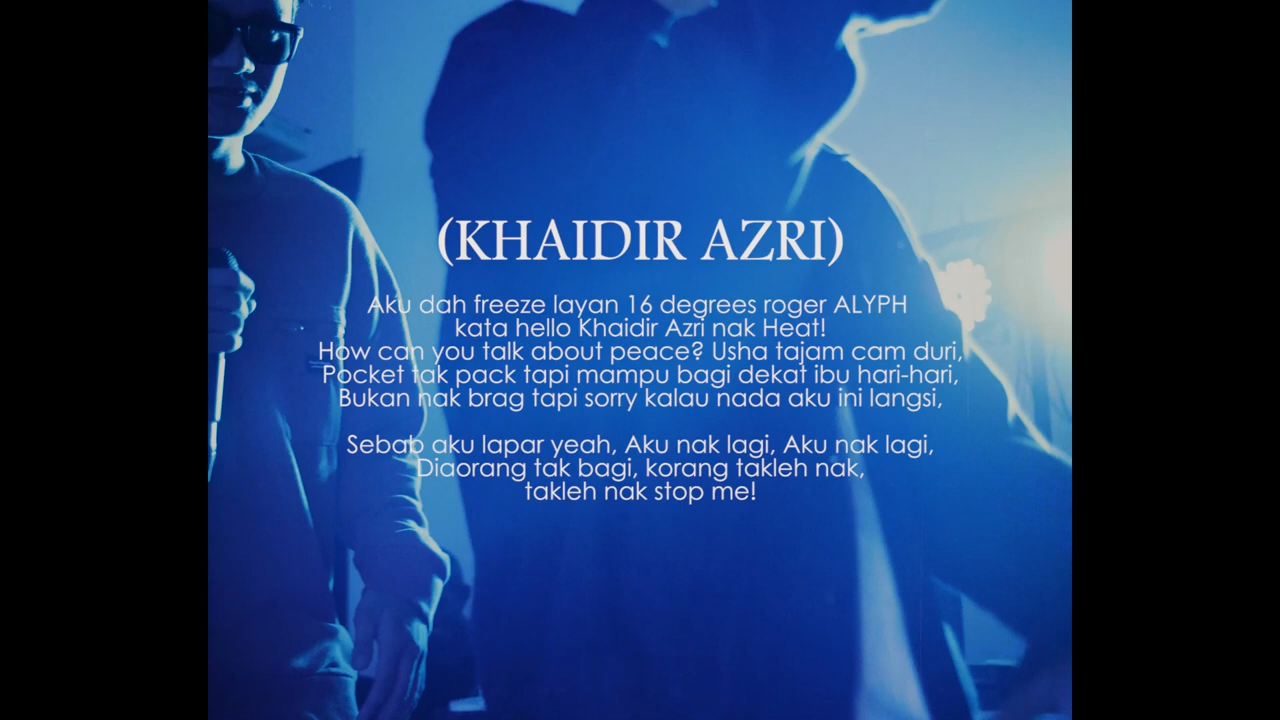 (KHAIDIR AZRI)
Aku dah freeze layan 16 degrees roger ALYPH
kata hello Khaidir Azri nak Heat!
How can you talk about peace? Usha tajam cam duri,
Pocket tak pack tapi mampu bagi dekat ibu hari-hari,
Bukan nak brag tapi sorry kalau nada aku ini langsi,
Sebab aku lapar yeah, Aku nak lagi, Aku nak lagi,
Diaorang tak bagi, korang takleh nak,
takleh nak stop me!